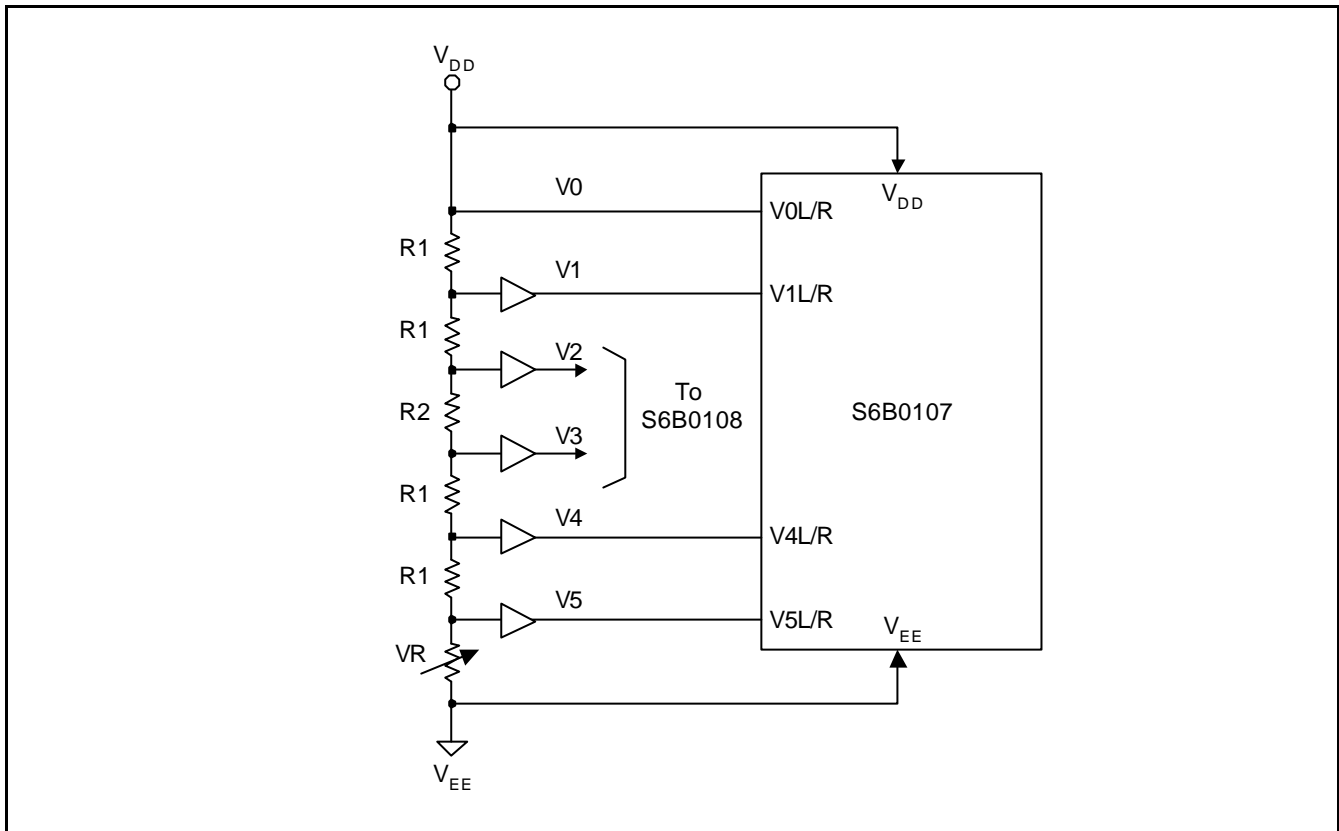 VDD
V0
V0L/R
VDD
R1
V1
V1L/R
R1
V2
To
S6B0108
R2
S6B0107
V3
R1
V4
V4L/R
R1
V5
V5L/R
VEE
VR
VEE